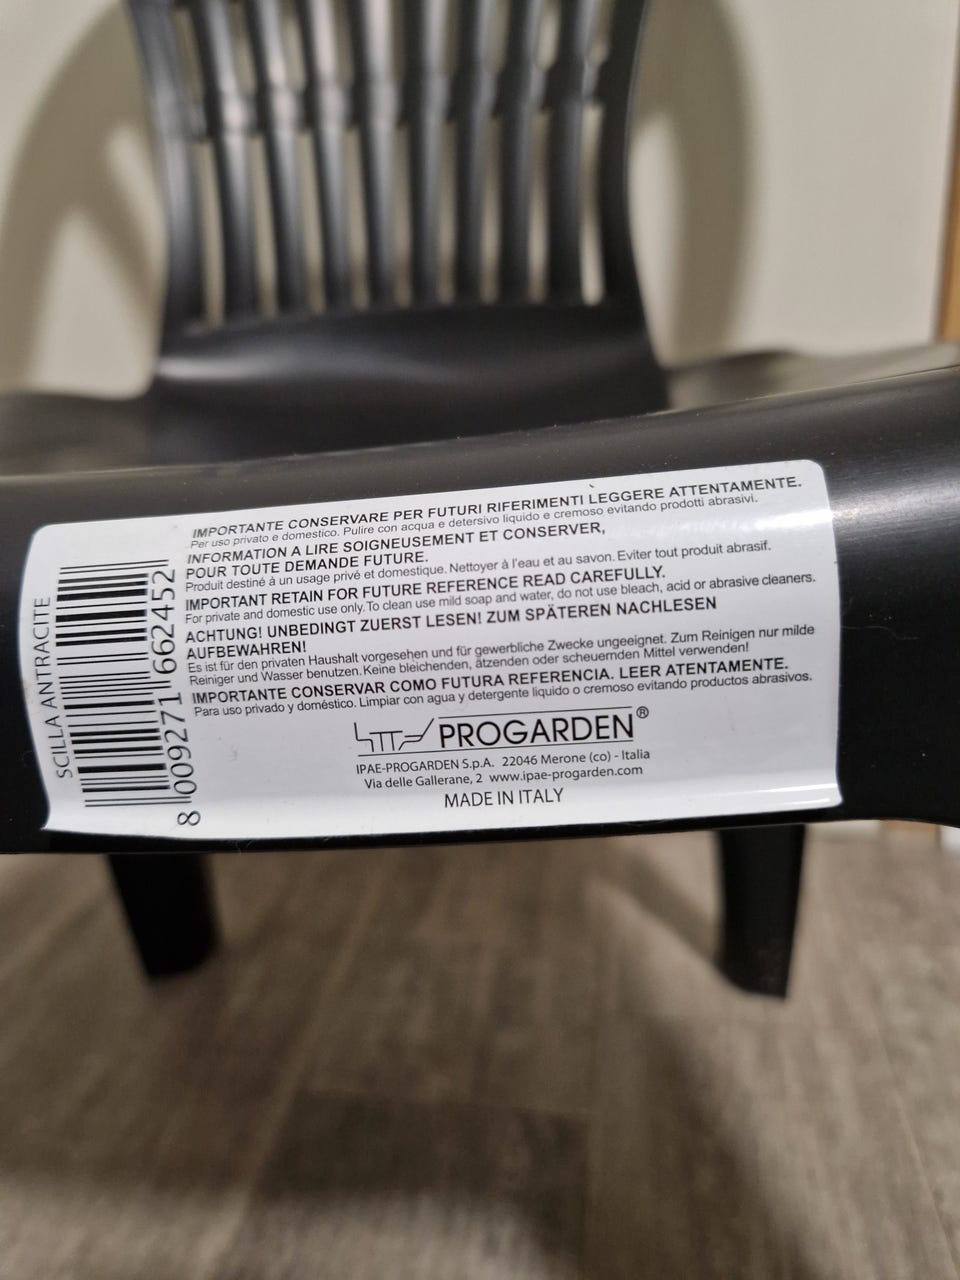 SCILLA ANTRACITE
8 009271 662452
IMPORTANTE CONSERVARE PER FUTURI RIFERIMENTI LEGGERE ATTENTAMENTE.
Per uso privato e domestico. Pulire con acqua e detersivo liquido e cremoso evitando prodotti abrasivi.
INFORMATION A LIRE SOIGNEUSEMENT ET CONSERVER,
POUR TOUTE DEMANDE FUTURE.
Produit destiné à un usage privé et domestique. Nettoyer à l'eau et au savon. Eviter tout produit abrasif.
IMPORTANT RETAIN FOR FUTURE REFERENCE READ CAREFULLY.
For private and domestic use only. To clean use mild soap and water, do not use bleach, acid or abrasive cleaners.
ACHTUNG! UNBEDINGT ZUERST LESEN! ZUM SPÄTEREN NACHLESEN
AUFBEWAHREN!
Es ist für den privaten Haushalt vorgesehen und für gewerbliche Zwecke ungeeignet. Zum Reinigen nur milde
Reiniger und Wasser benutzen. Keine bleichenden, ätzenden oder scheuernden Mittel verwenden!
IMPORTANTE CONSERVAR COMO FUTURA REFERENCIA. LEER ATENTAMENTE.
Para uso privado y doméstico. Limpiar con agua y detergente liquido o cremoso evitando productos abrasivos.
PROGARDEN®
IPAE-PROGARDEN S.p.A. 22046 Merone (co) - Italia
Via delle Gallerane, 2 www.ipae-progarden.com
MADE IN ITALY